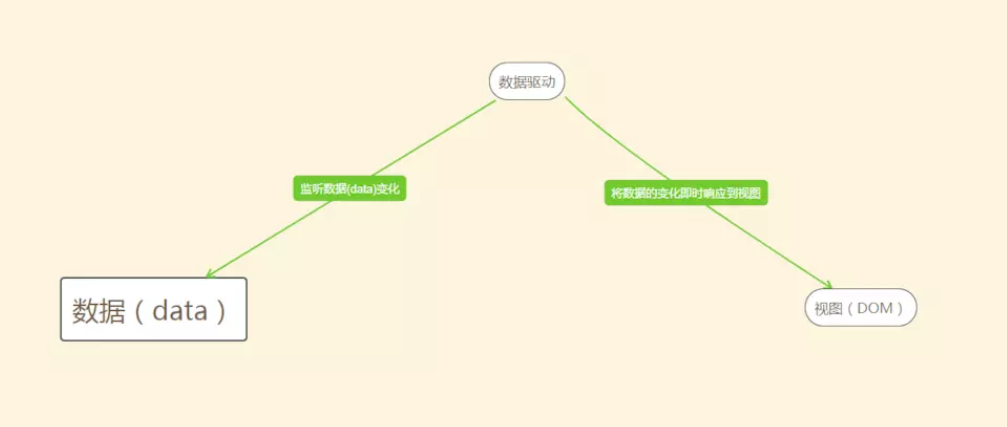 数据驱动
监听数据(data)变化
将数据的变化即时响应到视图
数据（data）
视图（DOM）